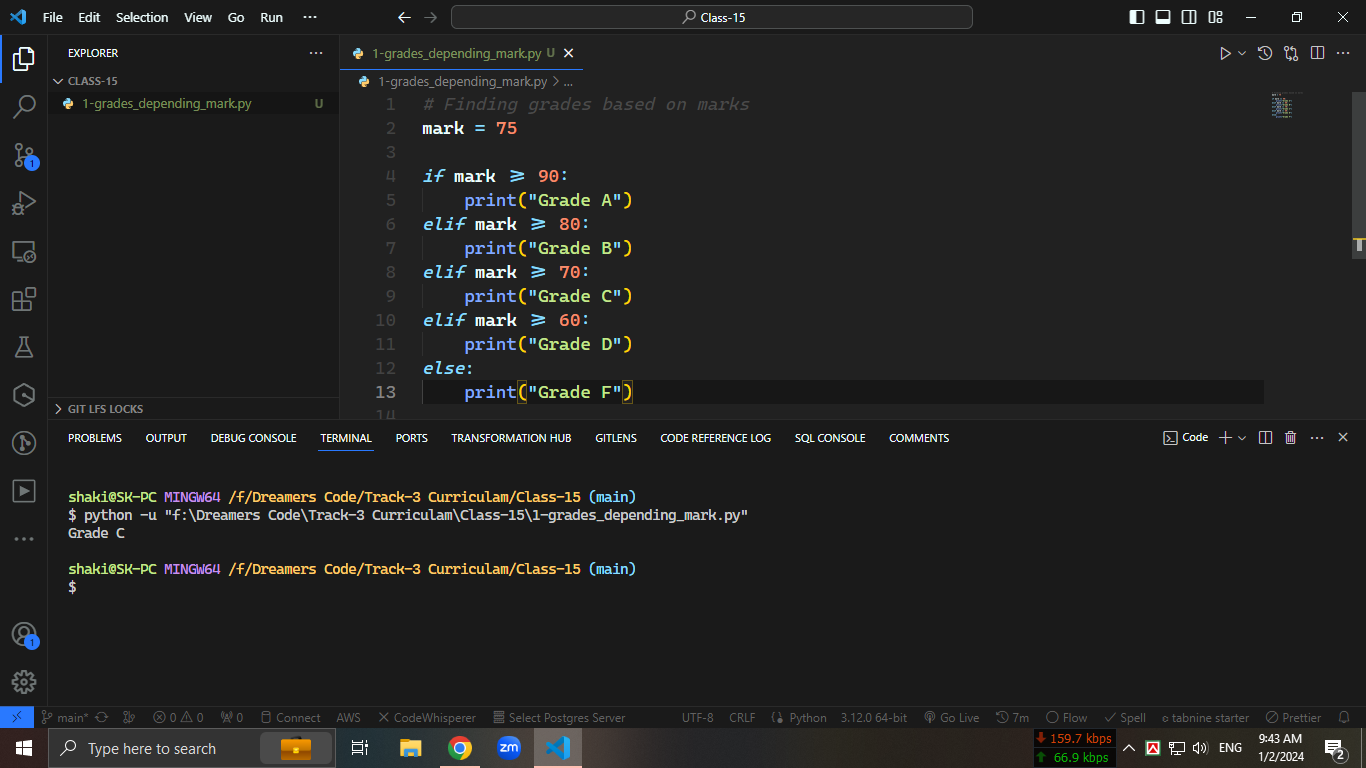 File Edit Selection View Go Run ···
Class-15
EXPLORER ···
CLASS-15
1-grades_depending_mark.py U
GIT LFS LOCKS
1-grades_depending_mark.py U
1-grades_depending_mark.py > ...
1 # Finding grades based on marks
2 mark = 75
3
4 if mark >= 90:
5 print("Grade A")
6 elif mark >= 80:
7 print("Grade B")
8 elif mark >= 70:
9 print("Grade C")
10 elif mark >= 60:
11 print("Grade D")
12 else:
13 print("Grade F")
14
PROBLEMS OUTPUT DEBUG CONSOLE TERMINAL PORTS TRANSFORMATION HUB GITLENS CODE REFERENCE LOG SQL CONSOLE COMMENTS Code
shaki@SK-PC MINGW64 /f/Dreamers Code/Track-3 Curriculam/Class-15 (main)
$ python -u "f:\Dreamers Code\Track-3 Curriculam\Class-15\1-grades_depending_mark.py"
Grade C
shaki@SK-PC MINGW64 /f/Dreamers Code/Track-3 Curriculam/Class-15 (main)
$
1
1
main* 0 0 0 Connect AWS CodeWhisperer Select Postgres Server UTF-8 CRLF Python 3.12.0 64-bit Go Live 7m Flow Spell tabnine starter Prettier
Type here to search
zm
159.7 kbps
66.9 kbps
ENG
9:43 AM
1/2/2024
2